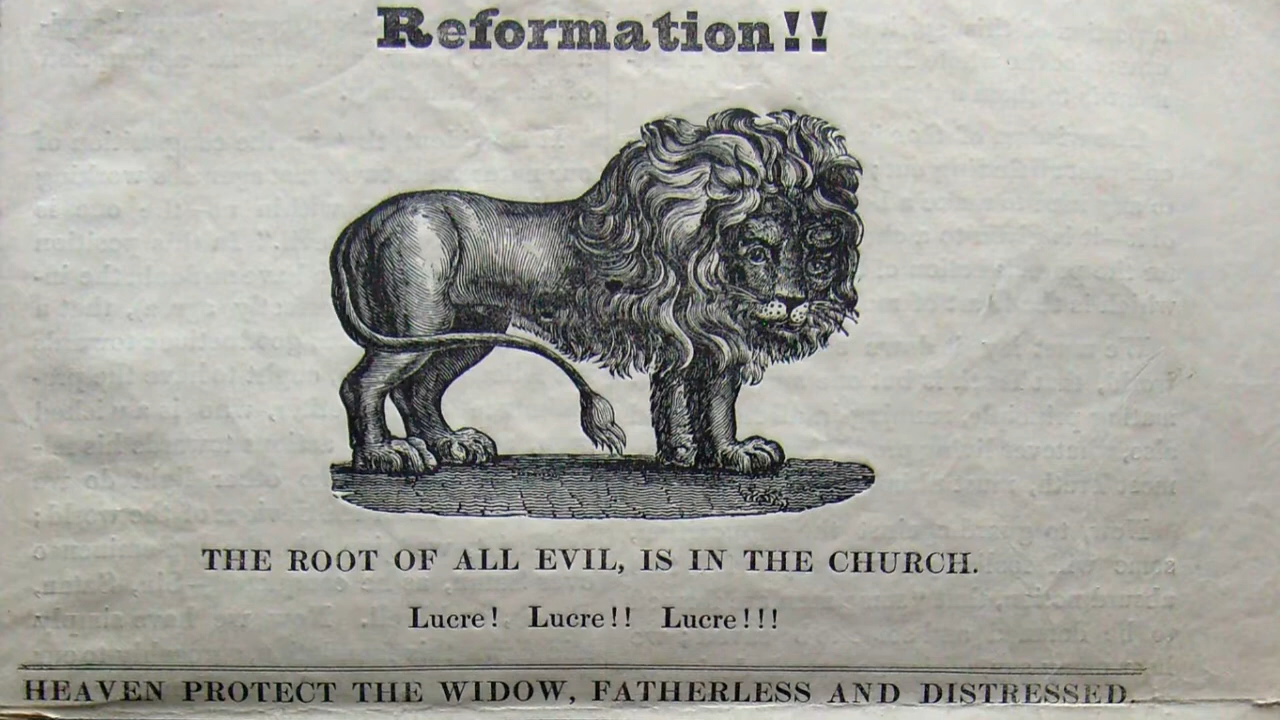 Reformation!!
THE ROOT OF ALL EVIL, IS IN THE CHURCH.
Lucre! Lucre!! Lucre!!!
HEAVEN PROTECT THE WIDOW, FATHERLESS AND DISTRESSED.